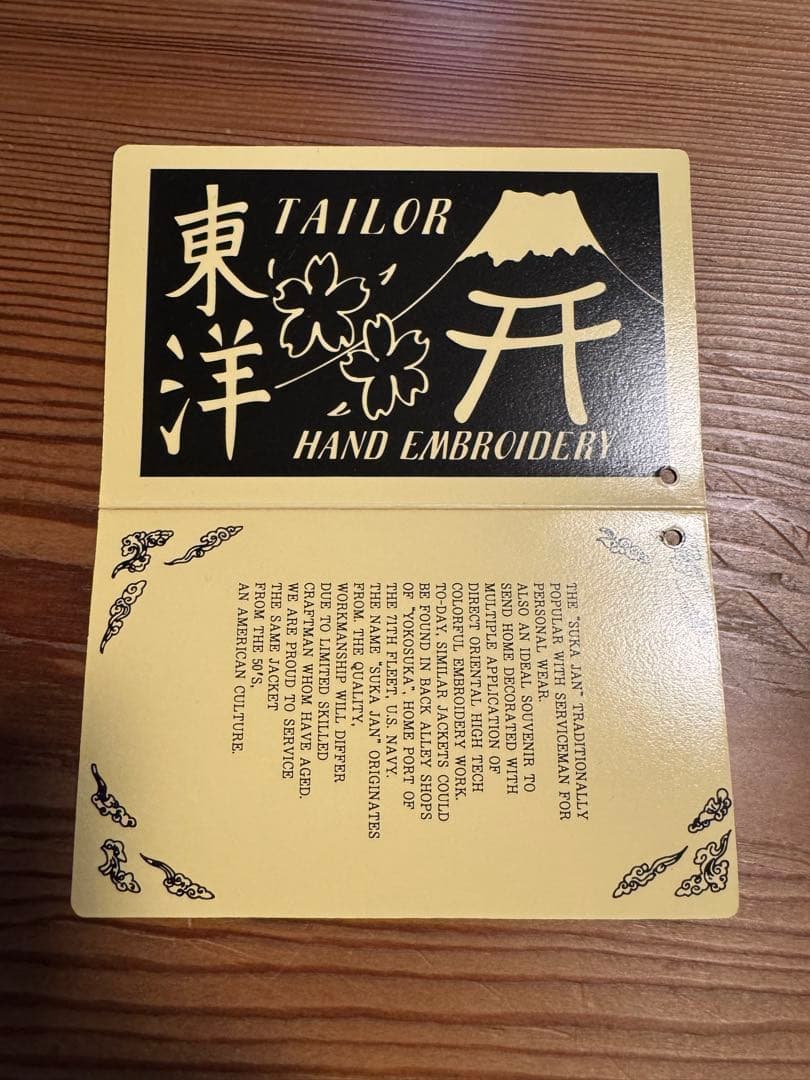 東洋
TAILOR
HAND EMBROIDERY
THE "SUKA JAN" TRADITIONALLY
POPULAR WITH SERVICEMAN FOR
PERSONAL WEAR.
ALSO AN IDEAL SOUVENIR TO
SEND HOME DECORATED WITH
MULTIPLE APPLICATION OF
DIRECT ORIENTAL HIGH TECH
COLORFUL EMBROIDERY WORK.
TO-DAY, SIMILAR JACKETS COULD
BE FOUND IN BACK ALLEY SHOPS
OF "YOKOSUKA", HOME PORT OF
THE 7TH FLEET, U.S. NAVY.
THE NAME "SUKA JAN" ORIGINATES
FROM THE QUALITY,
WORKMANSHIP WILL DIFFER
DUE TO LIMITED SKILLED
CRAFTMAN WHOM HAVE AGED.
WE ARE PROUD TO SERVICE
THE SAME JACKET
FROM THE 50'S,
AN AMERICAN CULTURE.